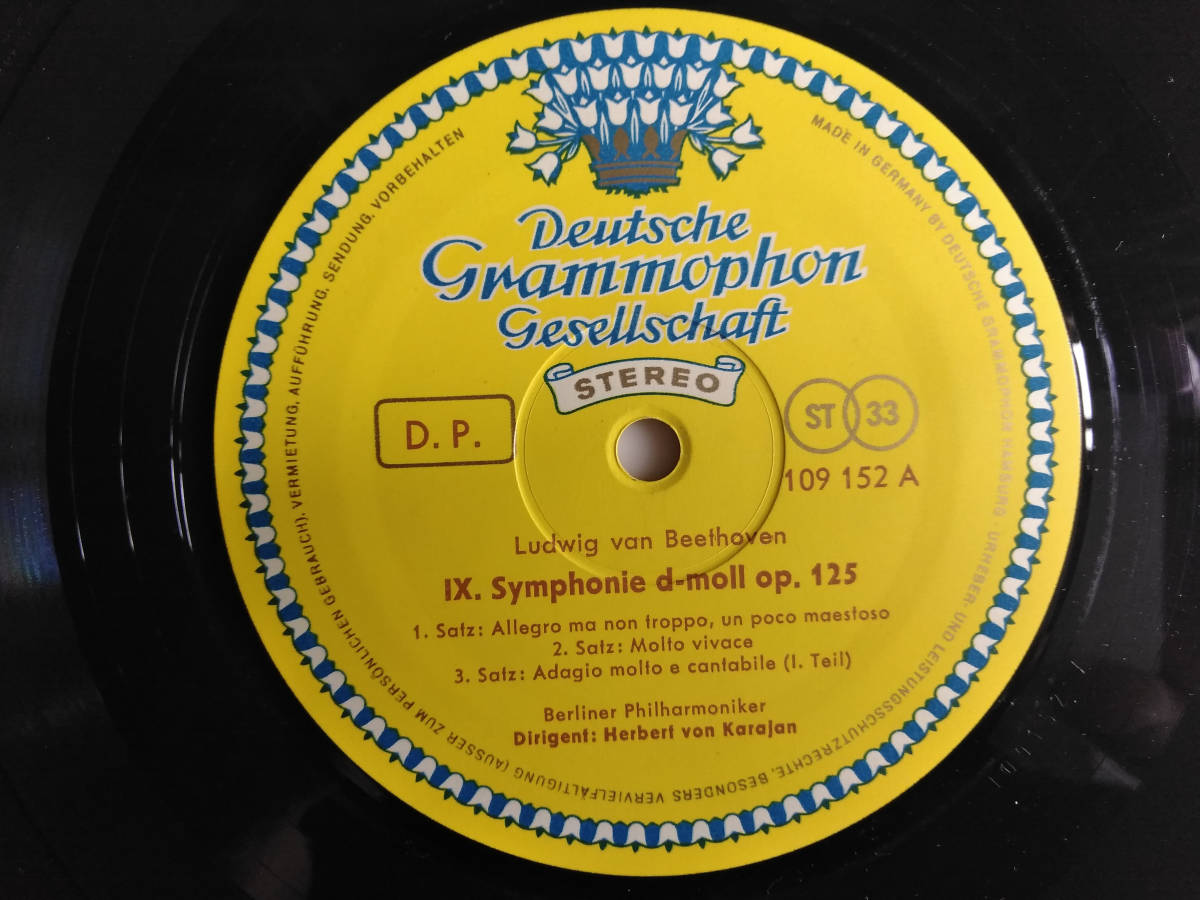 Deutsche
Grammophon
Gesellschaft
STEREO
D. P.
ST 33
109 152 A
Ludwig van Beethoven
IX. Symphonie d-moll op. 125
1. Satz: Allegro ma non troppo, un poco maestoso
2. Satz: Molto vivace
3. Satz: Adagio molto e cantabile (I. Teil)
Berliner Philharmoniker
Dirigent: Herbert von Karajan
MADE IN GERMANY BY DEUTSCHE GRAMMOPHON · URHEBER- UND LEISTUNGSSCHUTZRECHTE, BESONDERS VERVIELFÄLTIGUNG (AUSSER ZUM PERSÖNLICHEN GEBRAUCH), VERMIETUNG, AUFFÜHRUNG, SENDUNG, VORBEHALTEN